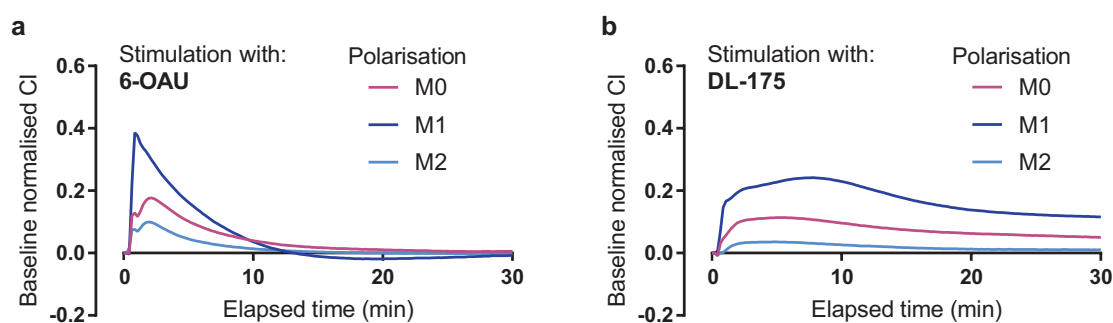 a
Stimulation with:
6-OAU
Polarisation
M0
M1
M2
Baseline normalised CI
0.6
0.4
0.2
0.0
-0.2
0
10
20
30
Elapsed time (min)
b
Stimulation with:
DL-175
Polarisation
M0
M1
M2
Baseline normalised CI
0.6
0.4
0.2
0.0
-0.2
0
10
20
30
Elapsed time (min)